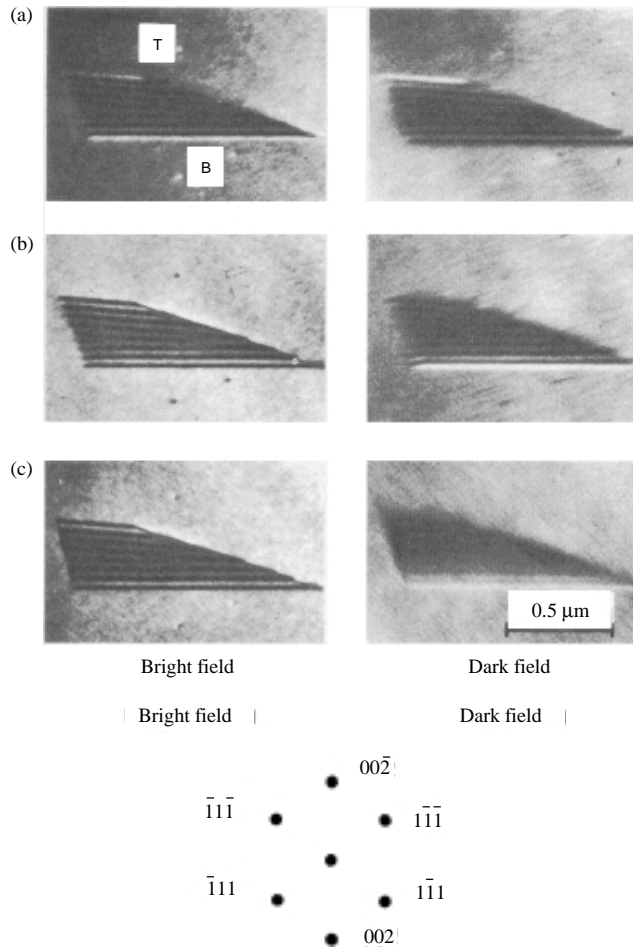 (a)
T
B
(b)
(c)
0.5 μm
Bright field Dark field
Bright field Dark field
002̄
1̄11̄ 11̄1̄
1̄11 11̄1
002